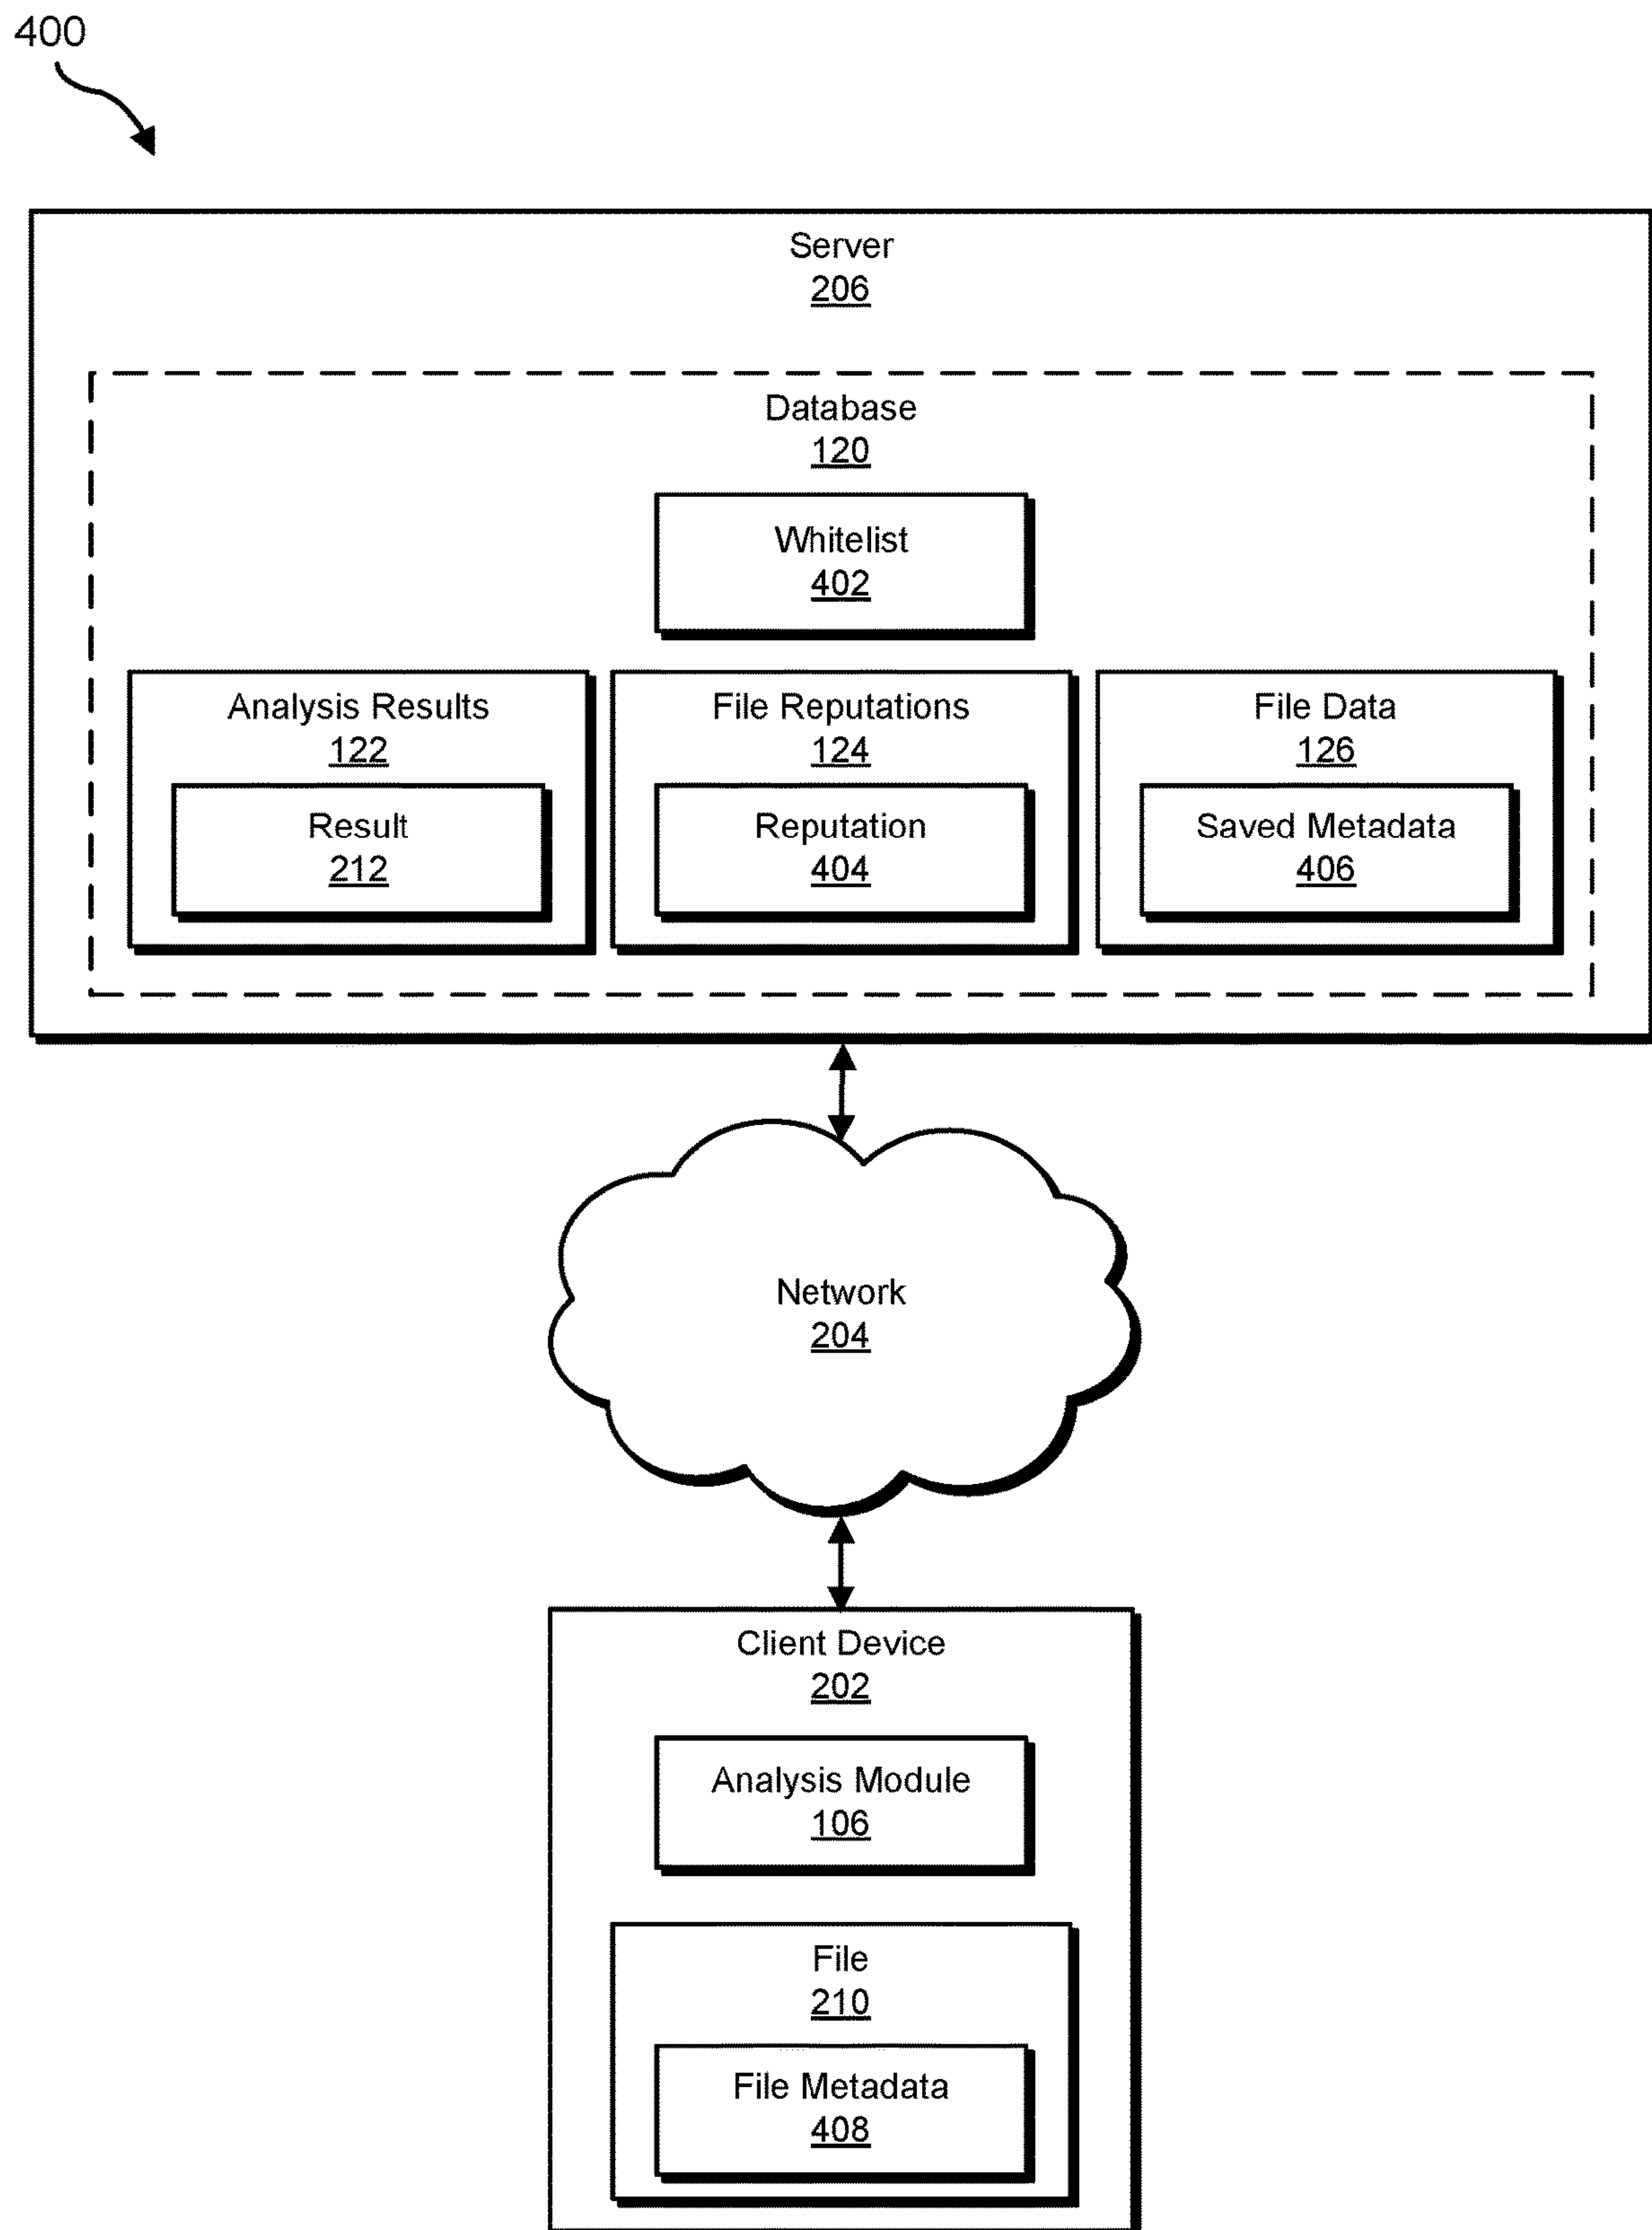 400
Server
206
Database
120
Whitelist
402
Analysis Results
122
Result
212
File Reputations
124
Reputation
404
File Data
126
Saved Metadata
406
Network
204
Client Device
202
Analysis Module
106
File
210
File Metadata
408